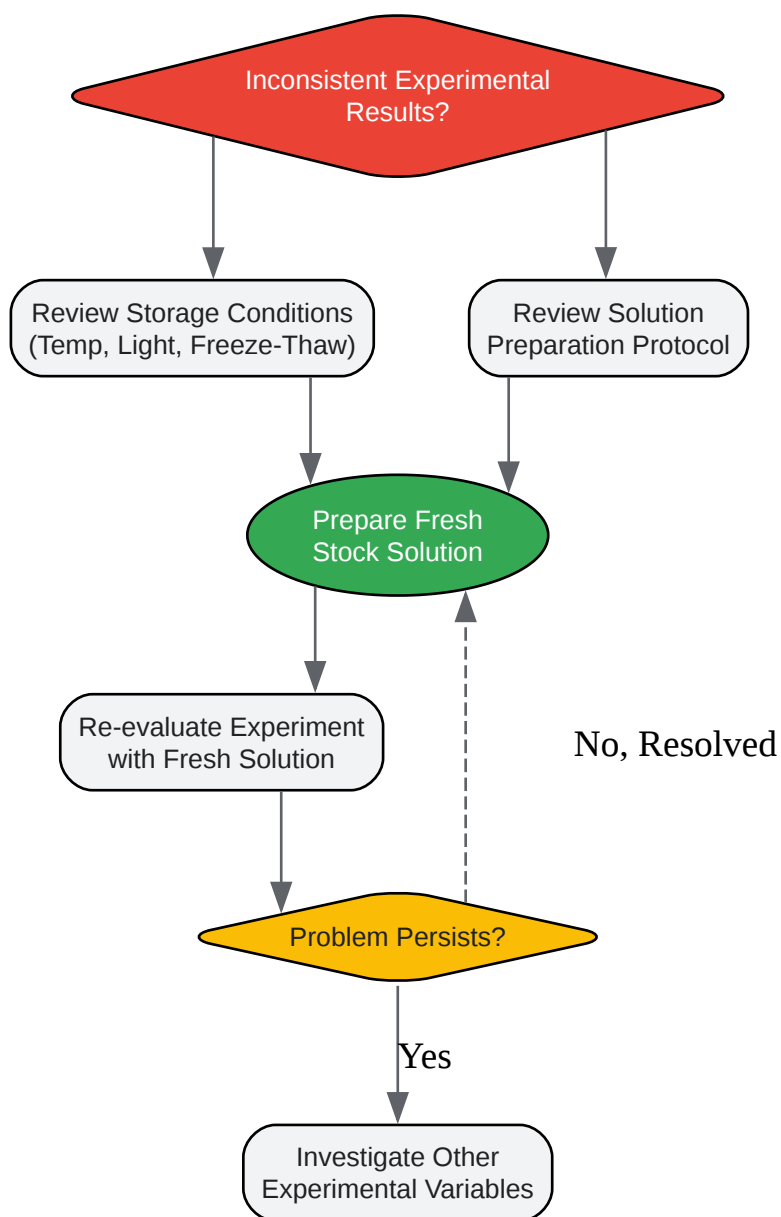 Inconsistent Experimental
Results?
Review Storage Conditions
(Temp, Light, Freeze-Thaw)
Review Solution
Preparation Protocol
Prepare Fresh
Stock Solution
Re-evaluate Experiment
with Fresh Solution
No, Resolved
Problem Persists?
Yes
Investigate Other
Experimental Variables